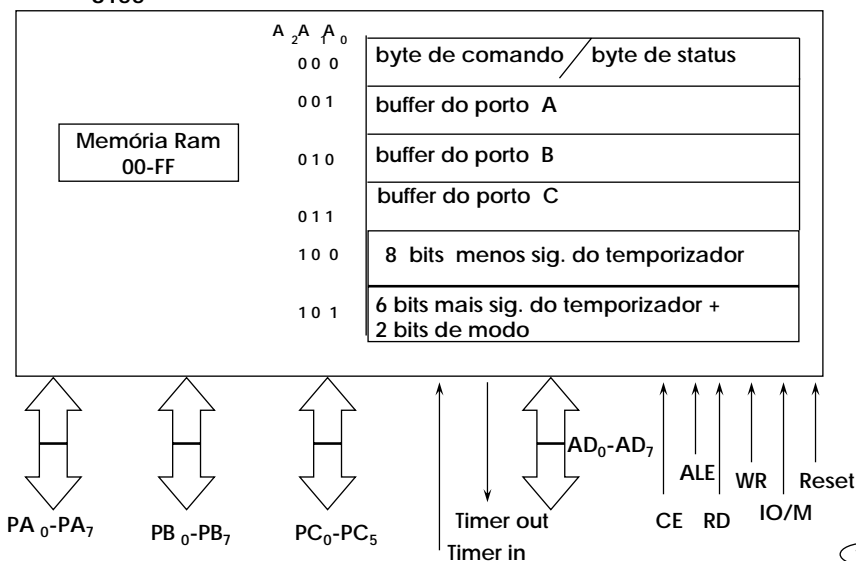 A2A1A0
000 byte de comando / byte de status
001 buffer do porto A
Memória Ram
00-FF
010 buffer do porto B
011 buffer do porto C
100 8 bits menos sig. do temporizador
101 6 bits mais sig. do temporizador +
2 bits de modo
PA0-PA7
PB0-PB7
PC0-PC5
Timer in
Timer out
AD0-AD7
CE
ALE
RD
WR
IO/M
Reset